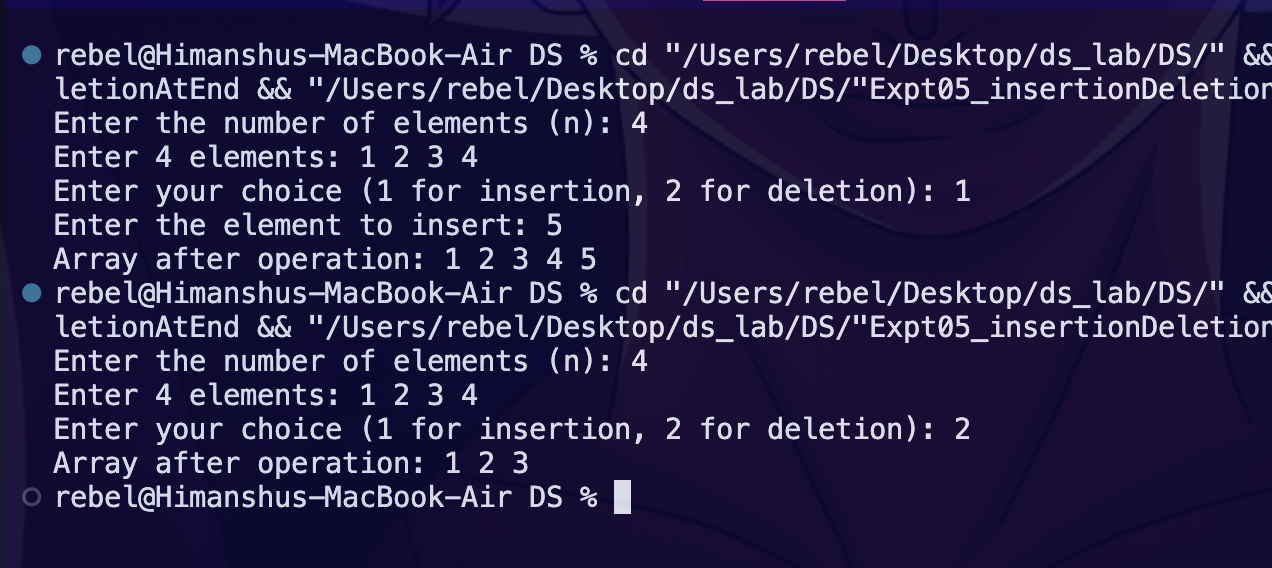 rebel@Himanshus-MacBook-Air DS % cd "/Users/rebel/Desktop/ds_lab/DS/" &&
letionAtEnd && "/Users/rebel/Desktop/ds_lab/DS/"Expt05_insertionDeletion
Enter the number of elements (n): 4
Enter 4 elements: 1 2 3 4
Enter your choice (1 for insertion, 2 for deletion): 1
Enter the element to insert: 5
Array after operation: 1 2 3 4 5
rebel@Himanshus-MacBook-Air DS % cd "/Users/rebel/Desktop/ds_lab/DS/" &&
letionAtEnd && "/Users/rebel/Desktop/ds_lab/DS/"Expt05_insertionDeletion
Enter the number of elements (n): 4
Enter 4 elements: 1 2 3 4
Enter your choice (1 for insertion, 2 for deletion): 2
Array after operation: 1 2 3
rebel@Himanshus-MacBook-Air DS %